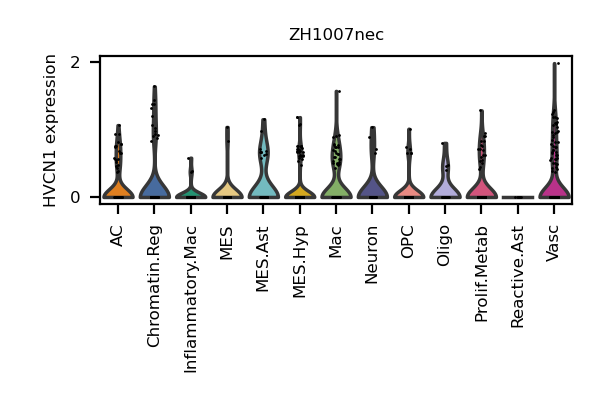 ZH1007nec
HVCN1 expression
2
0
AC
Chromatin.Reg
Inflammatory.Mac
MES
MES.Ast
MES.Hyp
Mac
Neuron
OPC
Oligo
Prolif.Metab
Reactive.Ast
Vasc